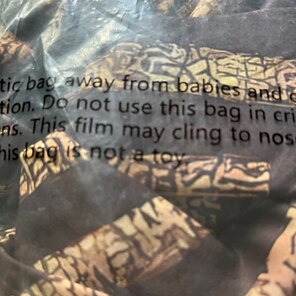 tic bag away from babies and c
tion. Do not use this bag in cri
ns. This film may cling to nose
his bag is not a toy.